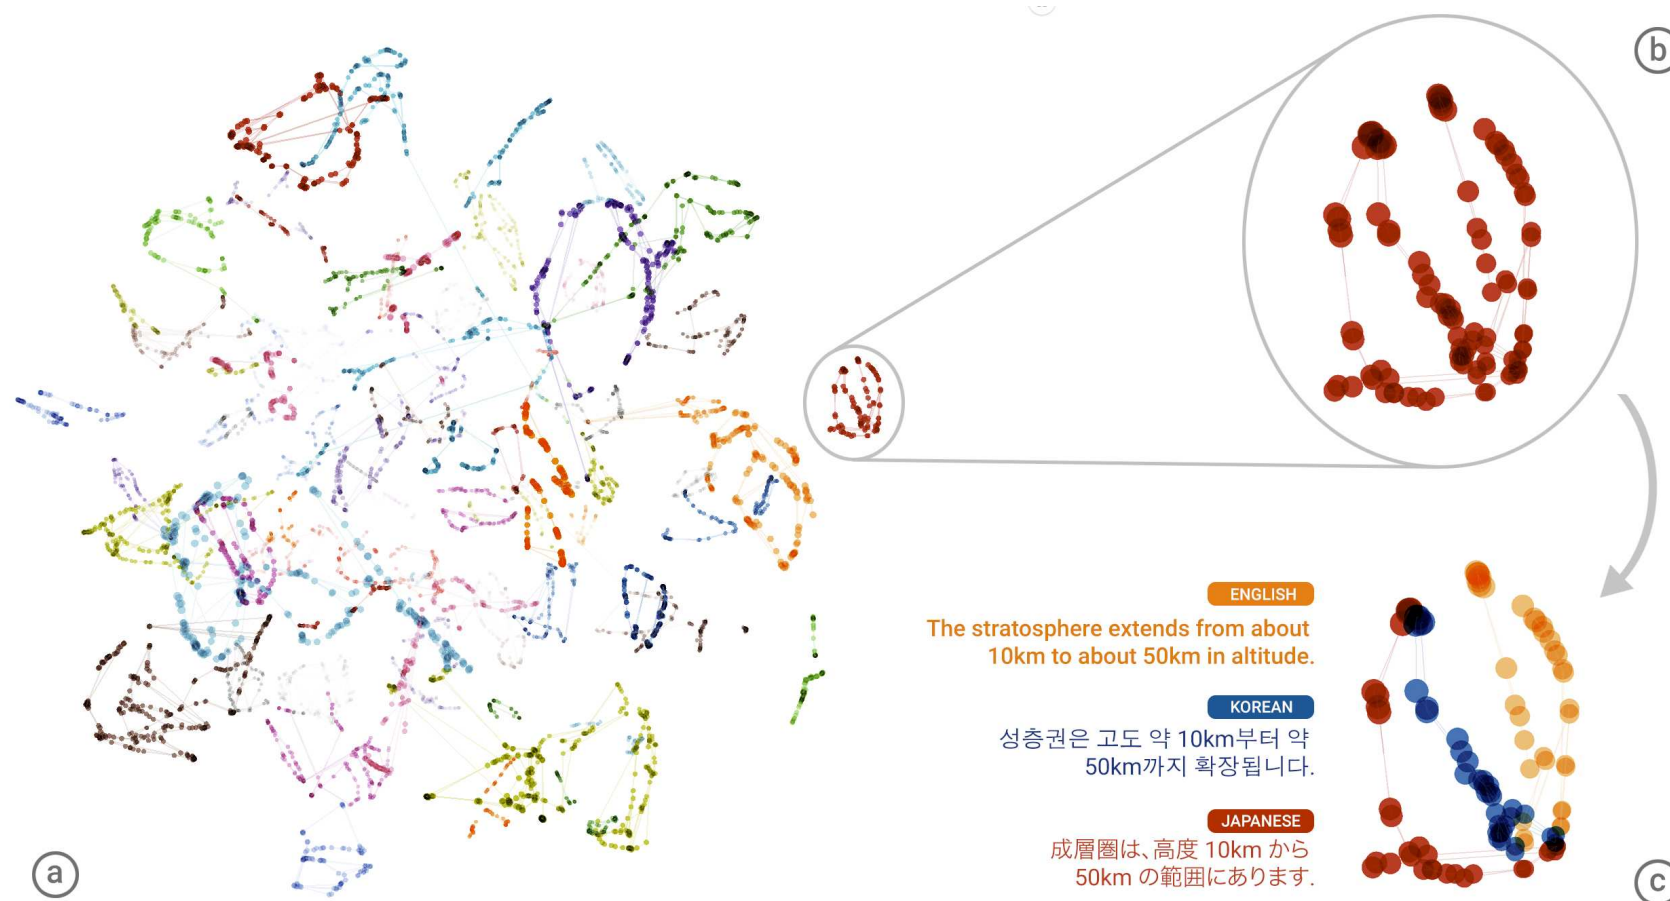 a
b
ENGLISH
The stratosphere extends from about
10km to about 50km in altitude.
KOREAN
성층권은 고도 약 10km부터 약
50km까지 확장됩니다.
JAPANESE
成層圏は、高度 10km から
50km の範囲にあります.
c